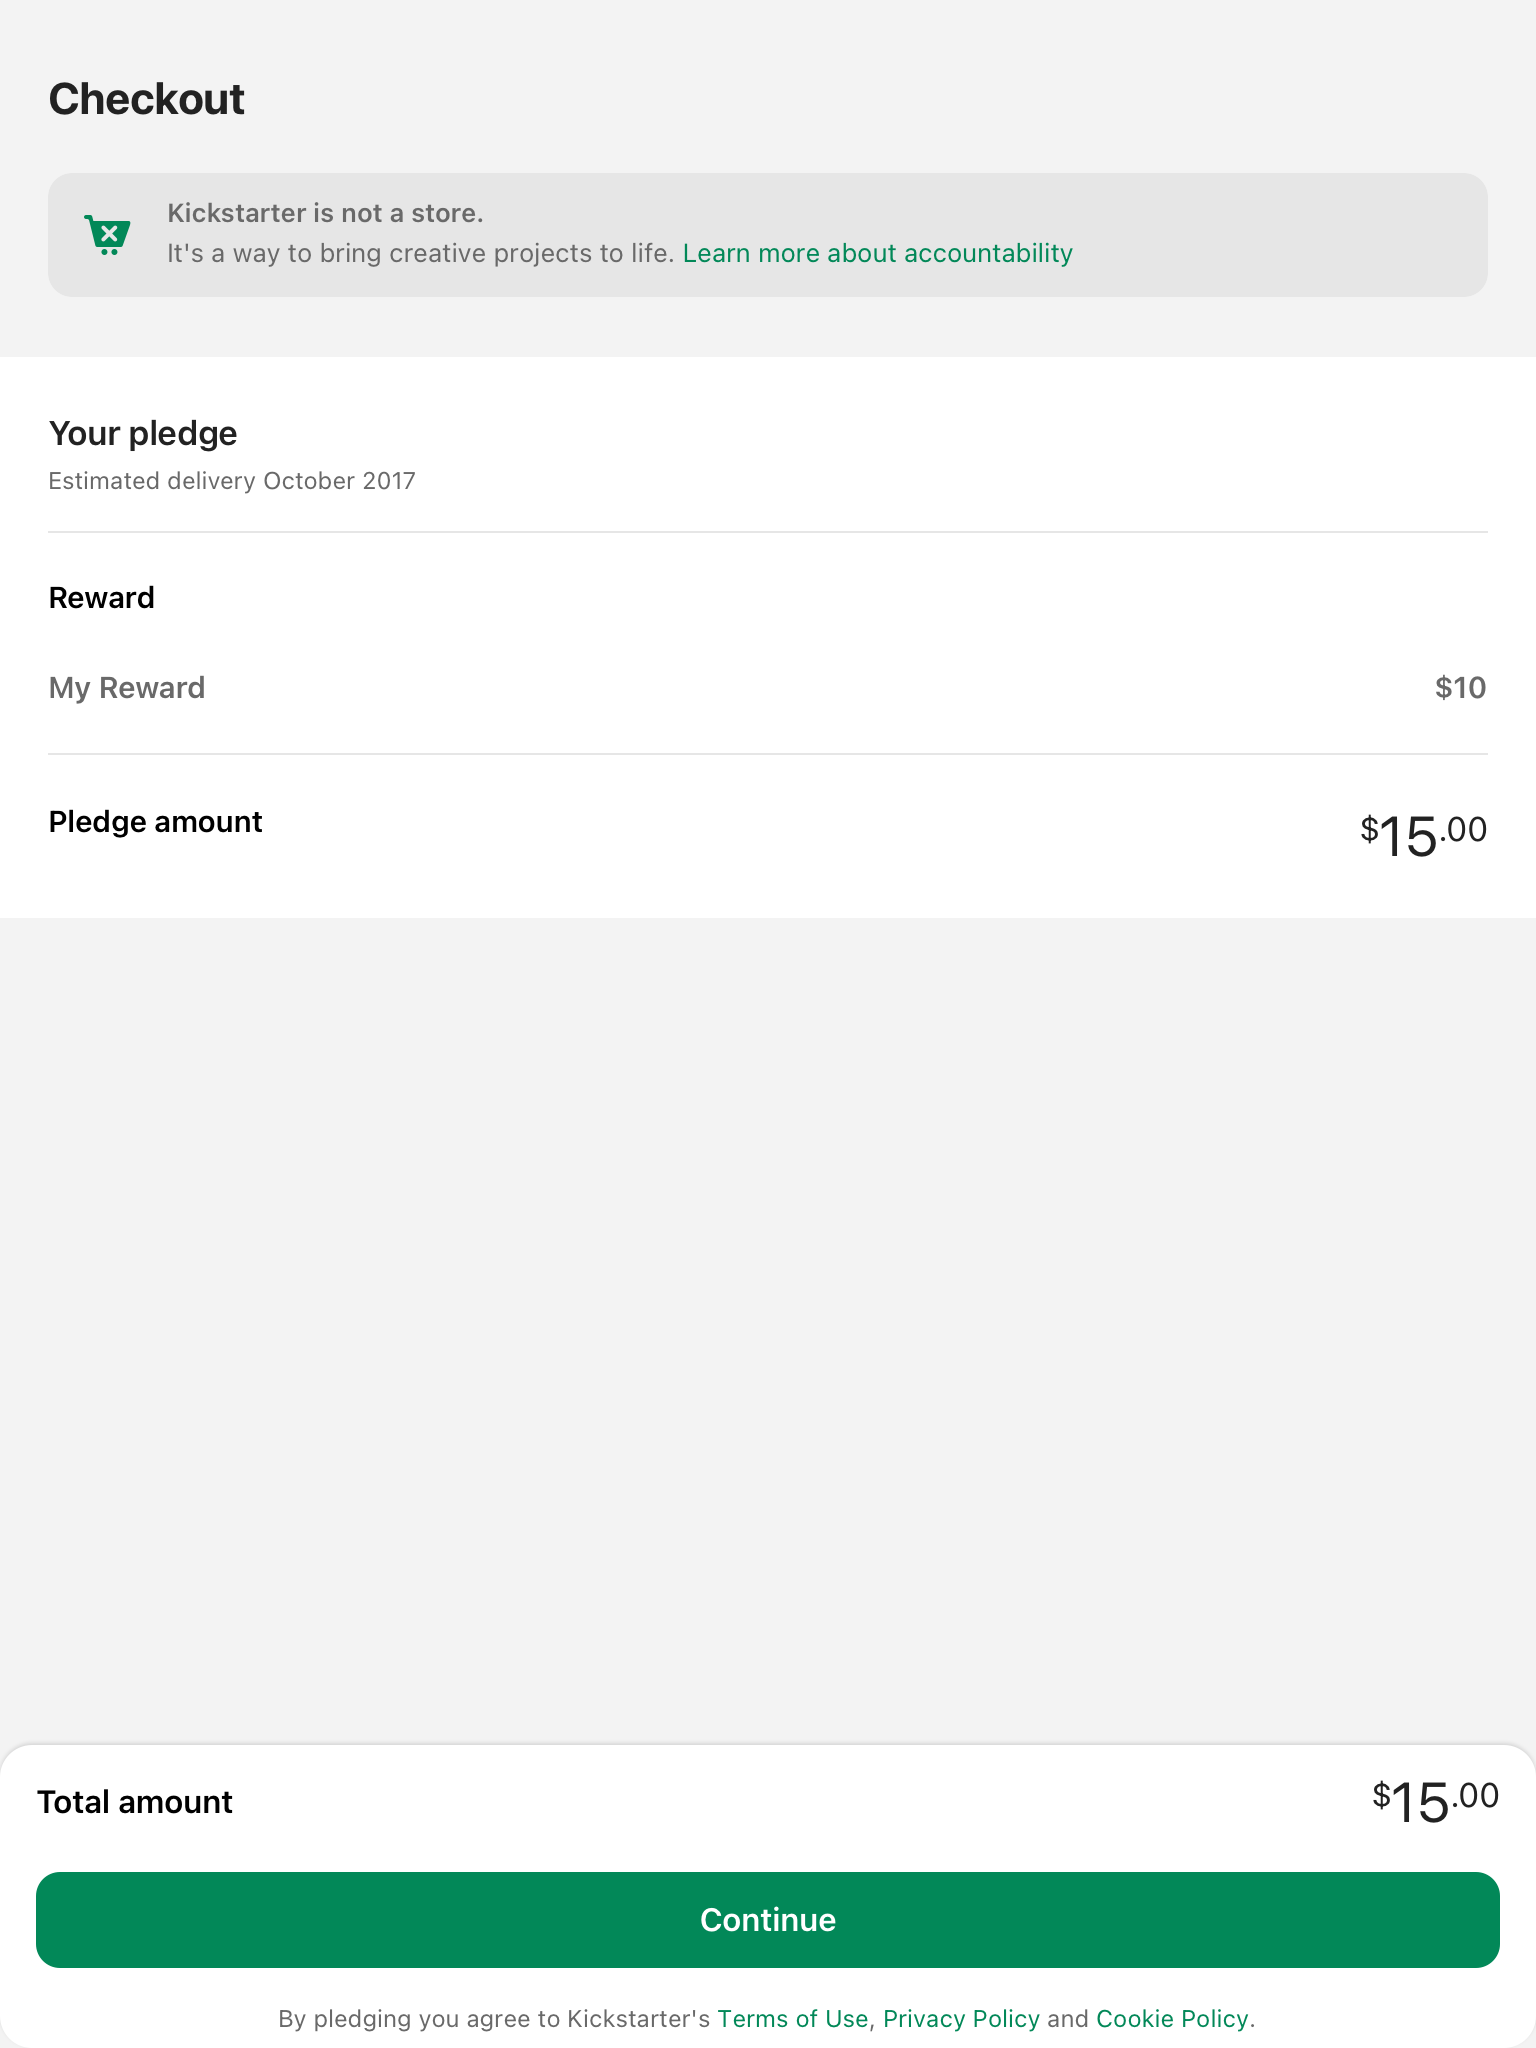 Checkout
Kickstarter is not a store.
It's a way to bring creative projects to life. Learn more about accountability
Your pledge
Estimated delivery October 2017
Reward
My Reward $10
Pledge amount $15.00
Total amount $15.00
Continue
By pledging you agree to Kickstarter's Terms of Use, Privacy Policy and Cookie Policy.